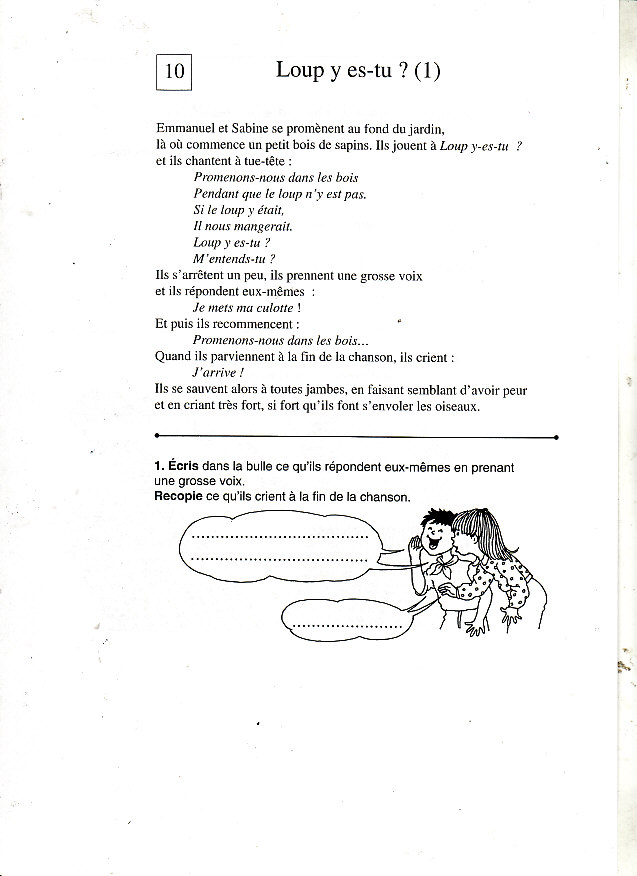 10
Loup y es-tu ? (1)
Emmanuel et Sabine se promènent au fond du jardin,
là où commence un petit bois de sapins. Ils jouent à Loup y-es-tu ?
et ils chantent à tue-tête :
Promenons-nous dans les bois
Pendant que le loup n'y est pas.
Si le loup y était,
Il nous mangerait.
Loup y es-tu ?
M'entends-tu ?
Ils s'arrêtent un peu, ils prennent une grosse voix
et ils répondent eux-mêmes :
Je mets ma culotte !
Et puis ils recommencent :
Promenons-nous dans les bois...
Quand ils parviennent à la fin de la chanson, ils crient :
J'arrive !
Ils se sauvent alors à toutes jambes, en faisant semblant d'avoir peur
et en criant très fort, si fort qu'ils font s'envoler les oiseaux.
1. Écris dans la bulle ce qu'ils répondent eux-mêmes en prenant
une grosse voix.
Recopie ce qu'ils crient à la fin de la chanson.